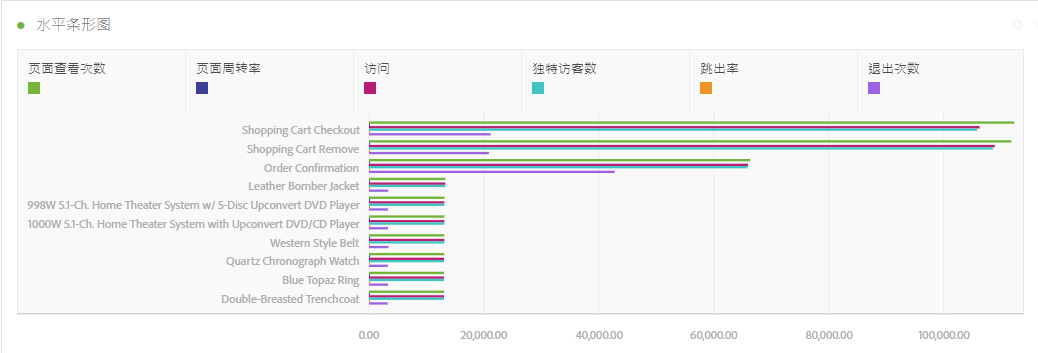 水平条形图
页面查看次数 页面周转率 访问 独特访客数 跳出率 退出次数
Shopping Cart Checkout
Shopping Cart Remove
Order Confirmation
Leather Bomber Jacket
998W 5.1-Ch. Home Theater System w/ 5-Disc Upconvert DVD Player
1000W 5.1-Ch. Home Theater System with Upconvert DVD/CD Player
Western Style Belt
Quartz Chronograph Watch
Blue Topaz Ring
Double-Breasted Trenchcoat
0.00 20,000.00 40,000.00 60,000.00 80,000.00 100,000.00